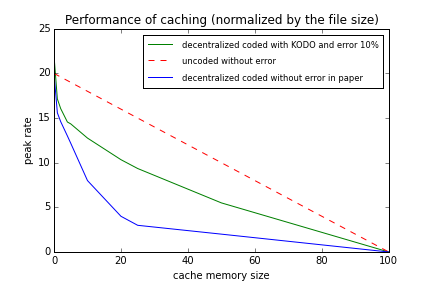 Performance of caching (normalized by the file size)
25
20
15
10
5
0
peak rate
decentralized coded with KODO and error 10%
uncoded without error
decentralized coded without error in paper
0 20 40 60 80 100
cache memory size